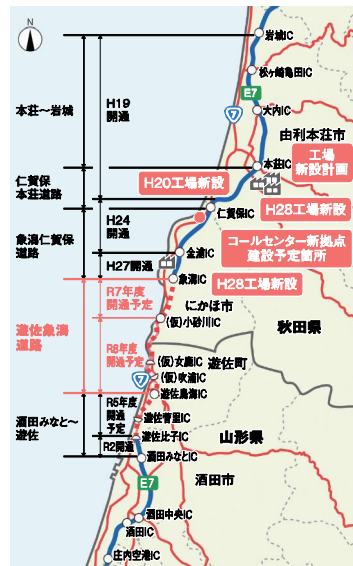 N
岩城IC
松ヶ崎亀田IC
E7
大内IC
7
由利本荘市
本荘IC
工場
新設計画
本荘～岩城
H19
開通
仁賀保
本荘道路
H20工場新設
仁賀保IC
H28工場新設
H24
開通
象潟仁賀保
道路
コールセンター新拠点
建設予定箇所
金浦IC
H27開通
象潟IC
H28工場新設
R7年度
開通予定
にかほ市
(仮)小砂川IC
秋田県
遊佐象潟
道路
R8年度
開通予定
(仮)女鹿IC
遊佐町
7
(仮)吹浦IC
遊佐鳥海IC
R5年度
開通
予定
遊佐菅里IC
酒田みなと～
遊佐
山形県
遊佐比子IC
R2開通
酒田みなとIC
E7
酒田市
酒田中央IC
酒田IC
庄内空港IC